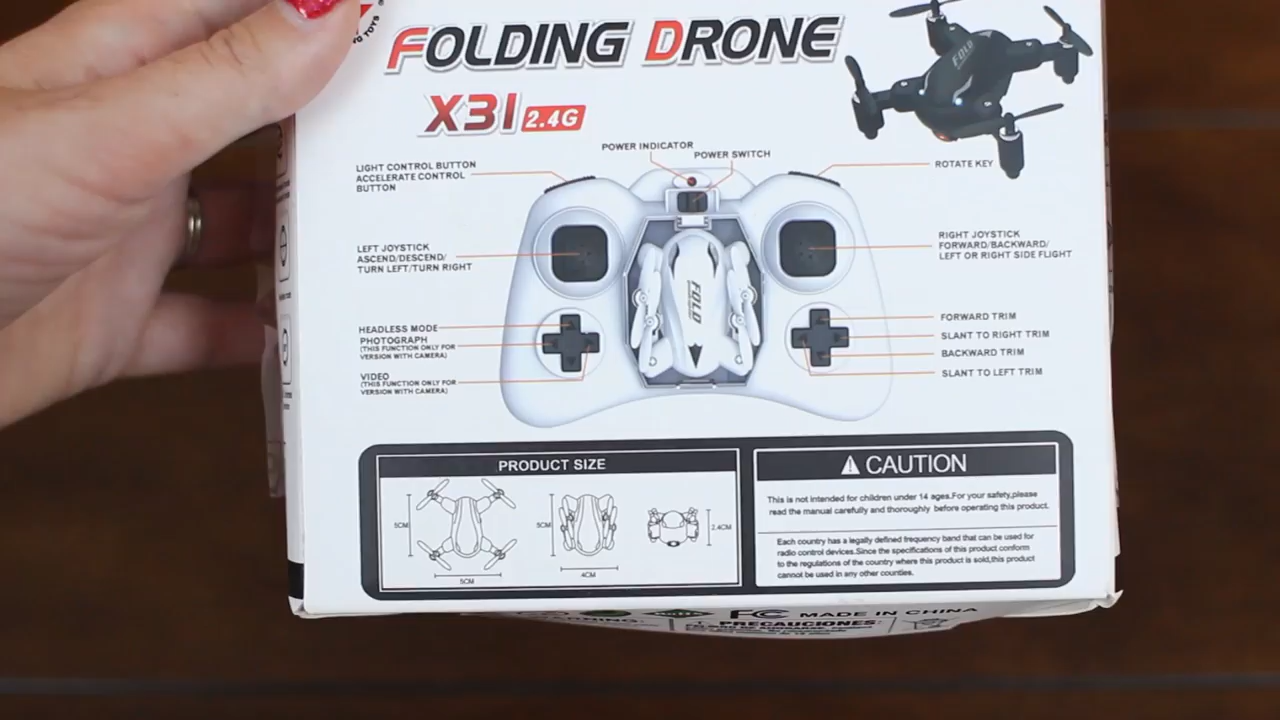 FOLDING DRONE
X31 2.4G
FOLD
LIGHT CONTROL BUTTON
ACCELERATE CONTROL
BUTTON
POWER INDICATOR
POWER SWITCH
ROTATE KEY
LEFT JOYSTICK
ASCEND/DESCEND/
TURN LEFT/TURN RIGHT
RIGHT JOYSTICK
FORWARD/BACKWARD/
LEFT OR RIGHT SIDE FLIGHT
FOLD
HEADLESS MODE
PHOTOGRAPH
(THIS FUNCTION ONLY FOR
VERSION WITH CAMERA)
VIDEO
(THIS FUNCTION ONLY FOR
VERSION WITH CAMERA)
FORWARD TRIM
SLANT TO RIGHT TRIM
BACKWARD TRIM
SLANT TO LEFT TRIM
PRODUCT SIZE
5CM
5CM
5CM
4CM
2.4CM
CAUTION
This is not intended for children under 14 ages.For your safety,please
read the manual carefully and thoroughly before operating this product.
Each country has a legally defined frequency band that can be used for
radio control devices.Since the specifications of this product conform
to the regulations of the country where this product is sold,this product
cannot be used in any other counties.
FC MADE IN CHINA
PRECAUCIONES: